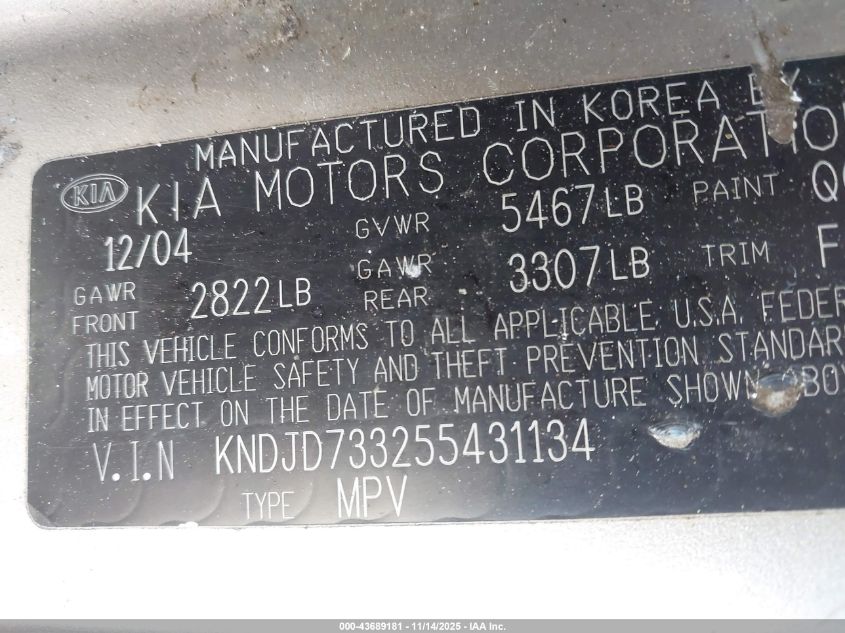 MANUFACTURED IN KOREA BY
KIA KIA MOTORS CORPORATION
12/04 GVWR 5467LB PAINT
GAWR FRONT 2822LB GAWR REAR 3307LB TRIM F
THIS VEHICLE CONFORMS TO ALL APPLICABLE U.S.A. FEDER
MOTOR VEHICLE SAFETY AND THEFT PREVENTION STANDAR
IN EFFECT ON THE DATE OF MANUFACTURE SHOWN ABOV
V.I.N KNDJD733255431134
TYPE MPV
000-43689181 - 11/14/2025 - IAA Inc.